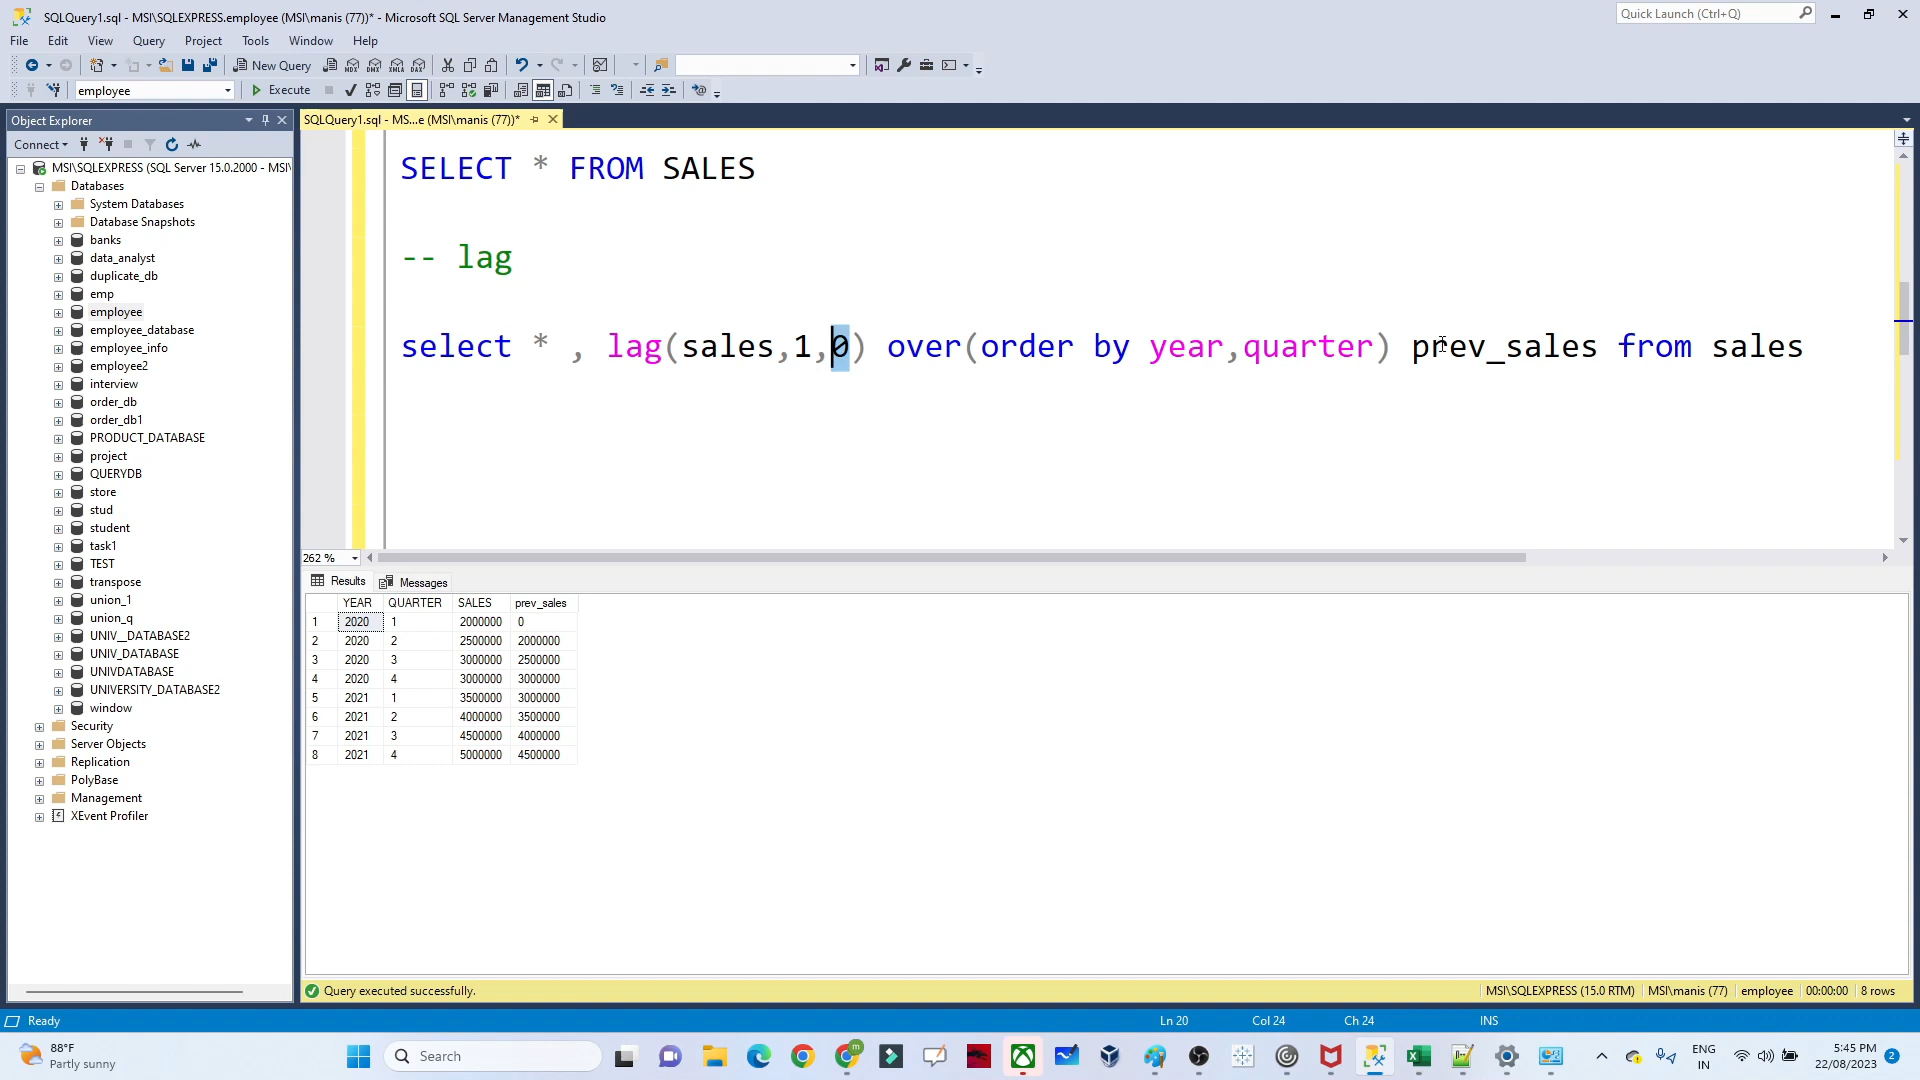 SQLQuery1.sql - MSI\SQLEXPRESS.employee (MSI\manis (77))* - Microsoft SQL Server Management Studio
Quick Launch (Ctrl+Q)
File Edit View Query Project Tools Window Help
New Query
employee Execute
Object Explorer
SQLQuery1.sql - MS...e (MSI\manis (77))*
Connect
MSI\SQLEXPRESS (SQL Server 15.0.2000 - MSI\
Databases
System Databases
Database Snapshots
banks
data_analyst
duplicate_db
emp
employee
employee_database
employee_info
employee2
interview
order_db
order_db1
PRODUCT_DATABASE
project
QUERYDB
store
stud
student
task1
TEST
transpose
union_1
union_q
UNIV__DATABASE2
UNIV_DATABASE
UNIVDATABASE
UNIVERSITY_DATABASE2
window
Security
Server Objects
Replication
PolyBase
Management
XEvent Profiler
SELECT * FROM SALES
-- lag
select * , lag(sales,1,0) over(order by year,quarter) prev_sales from sales
262 %
Results Messages
YEAR QUARTER SALES prev_sales
1 2020 1 2000000 0
2 2020 2 2500000 2000000
3 2020 3 3000000 2500000
4 2020 4 3000000 3000000
5 2021 1 3500000 3000000
6 2021 2 4000000 3500000
7 2021 3 4500000 4000000
8 2021 4 5000000 4500000
Query executed successfully.
MSI\SQLEXPRESS (15.0 RTM) MSI\manis (77) employee 00:00:00 8 rows
Ready Ln 20 Col 24 Ch 24 INS
88°F
Partly sunny
Search
ENG
IN
5:45 PM
22/08/2023
2